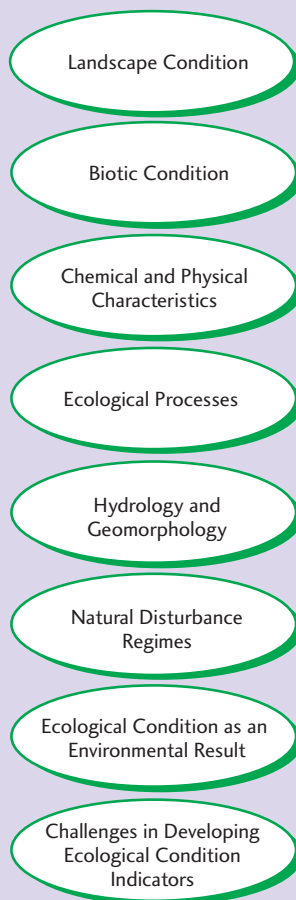 Landscape Condition
Biotic Condition
Chemical and Physical
Characteristics
Ecological Processes
Hydrology and
Geomorphology
Natural Disturbance
Regimes
Ecological Condition as an
Environmental Result
Challenges in Developing
Ecological Condition
Indicators